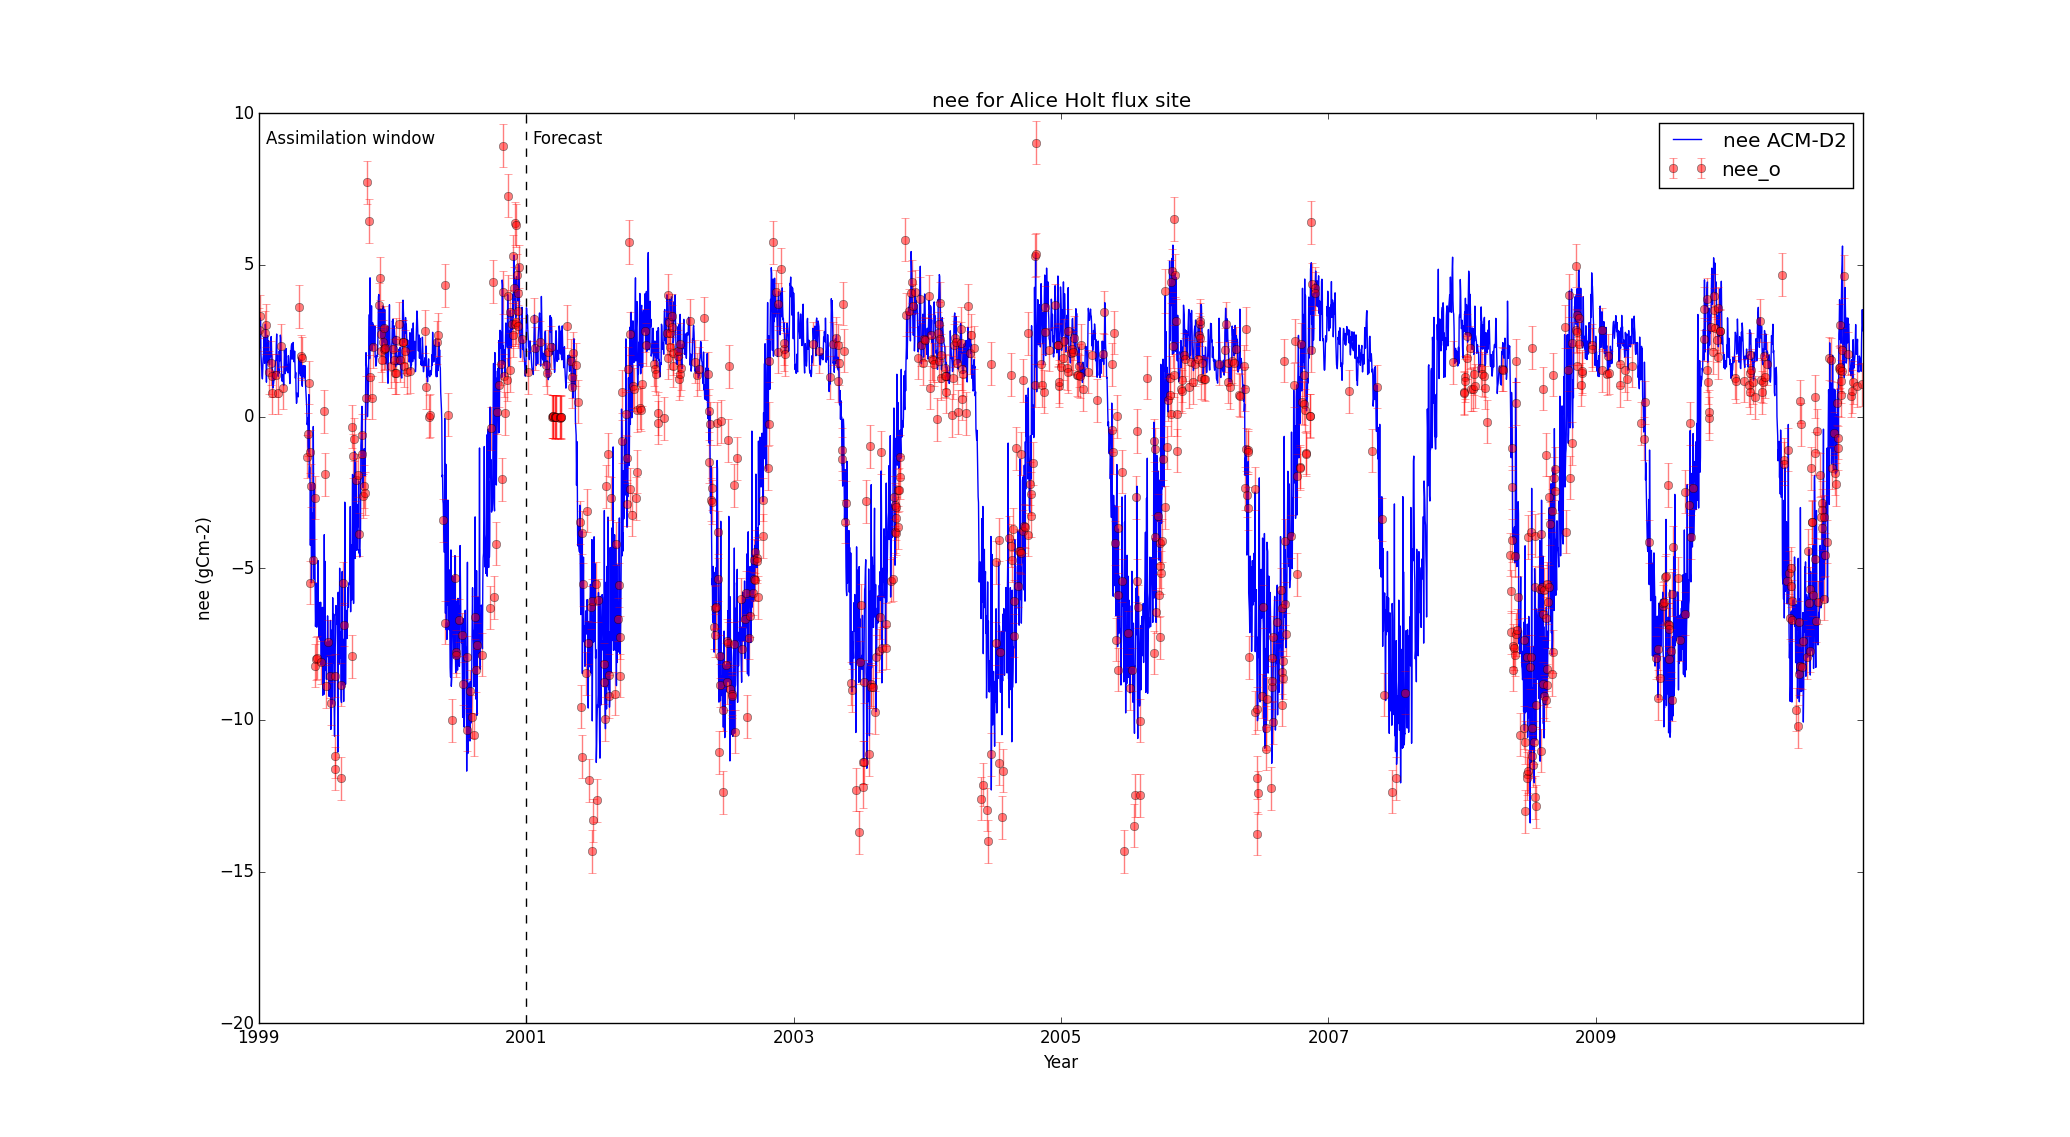 nee for Alice Holt flux site
10
Assimilation window
Forecast
nee ACM-D2
nee_o
5
0
−5
−10
−15
−20
nee (gCm-2)
1999
2001
2003
2005
2007
2009
Year